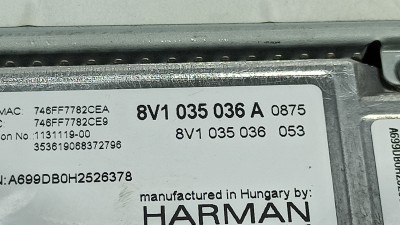 MAC: 746FF7782CEA 8V1 035 036 A 0875
C: 746FF7782CE9 8V1 035 036 053
ion No : 1131119-00
353619068372796
N: A699DB0H2526378
manufactured in Hungary by:
HARMAN